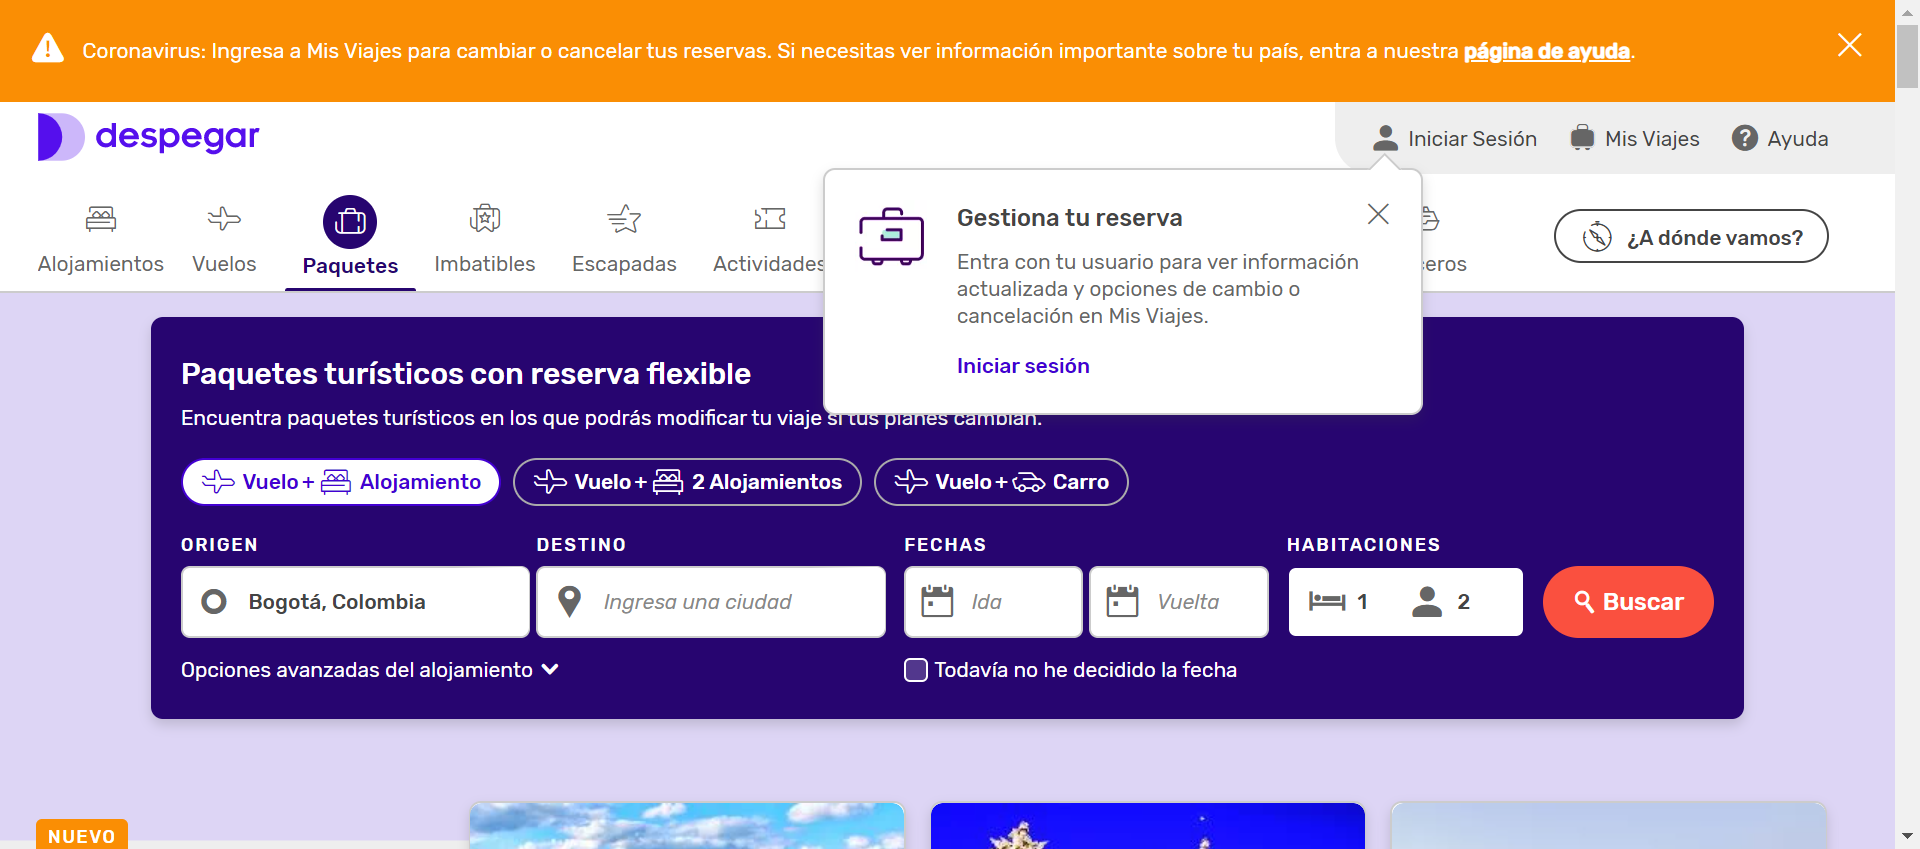 Coronavirus: Ingresa a Mis Viajes para cambiar o cancelar tus reservas. Si necesitas ver información importante sobre tu país, entra a nuestra página de ayuda.
despegar
Iniciar Sesión
Mis Viajes
? Ayuda
Alojamientos
Vuelos
Paquetes
Imbatibles
Escapadas
Actividades
ceros
¿A dónde vamos?
Gestiona tu reserva
Entra con tu usuario para ver información
actualizada y opciones de cambio o
cancelación en Mis Viajes.
Iniciar sesión
Paquetes turísticos con reserva flexible
Encuentra paquetes turísticos en los que podrás modificar tu viaje si tus planes cambian.
Vuelo + Alojamiento
Vuelo + 2 Alojamientos
Vuelo + Carro
ORIGEN
DESTINO
FECHAS
HABITACIONES
Bogotá, Colombia
Ingresa una ciudad
Ida
Vuelta
1
2
Buscar
Opciones avanzadas del alojamiento
Todavía no he decidido la fecha
NUEVO